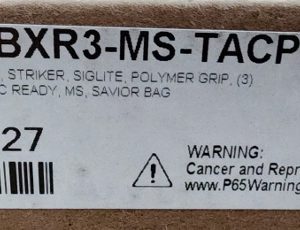 BXR3-MS-TACP
, STRIKER, SIGLITE, POLYMER GRIP, (3)
C READY, MS, SAVIOR BAG
27
WARNING:
Cancer and Repr
www.P65Warning